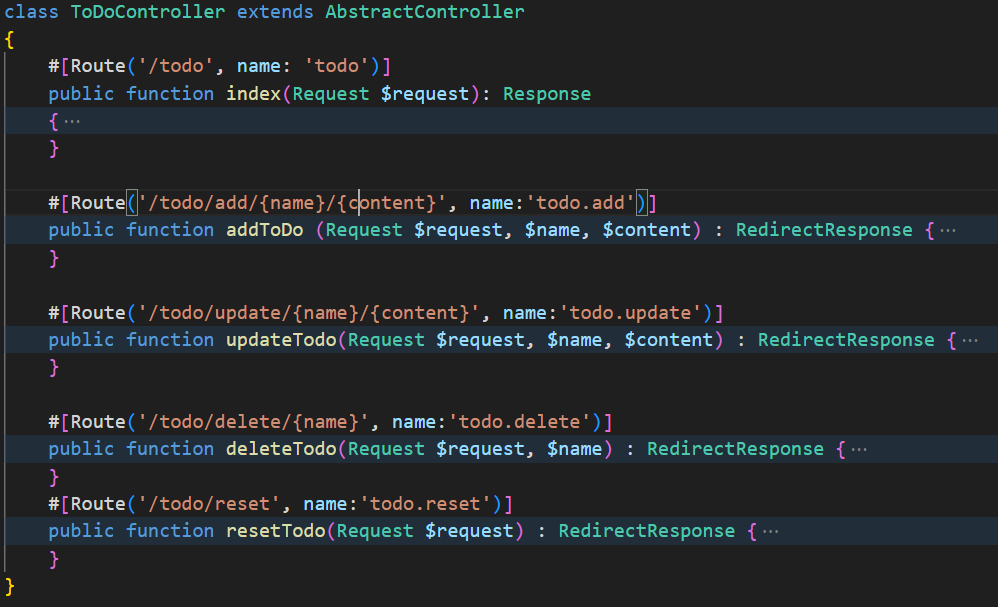 class ToDoController extends AbstractController
{
#[Route('/todo', name: 'todo')]
public function index(Request $request): Response
{ ···
}
#[Route('/todo/add/{name}/{content}', name:'todo.add')]
public function addToDo (Request $request, $name, $content) : RedirectResponse { ···
}
#[Route('/todo/update/{name}/{content}', name:'todo.update')]
public function updateTodo(Request $request, $name, $content) : RedirectResponse { ···
}
#[Route('/todo/delete/{name}', name:'todo.delete')]
public function deleteTodo(Request $request, $name) : RedirectResponse { ···
}
#[Route('/todo/reset', name:'todo.reset')]
public function resetTodo(Request $request) : RedirectResponse { ···
}
}